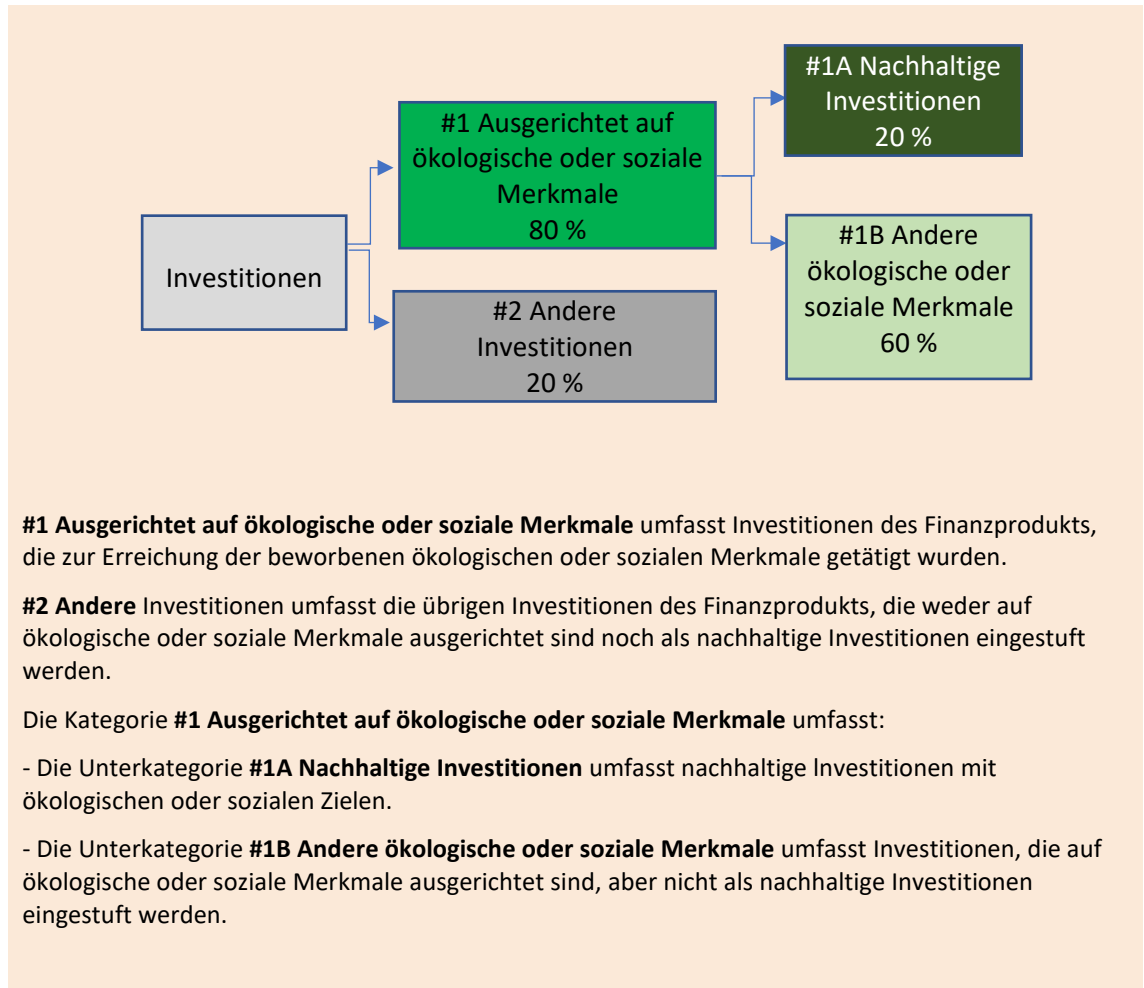 #1A Nachhaltige
Investitionen
20 %
#1 Ausgerichtet auf
ökologische oder soziale
Merkmale
80 %
#1B Andere
ökologische oder
soziale Merkmale
60 %
Investitionen
#2 Andere
Investitionen
20 %
#1 Ausgerichtet auf ökologische oder soziale Merkmale umfasst Investitionen des Finanzprodukts,
die zur Erreichung der beworbenen ökologischen oder sozialen Merkmale getätigt wurden.
#2 Andere Investitionen umfasst die übrigen Investitionen des Finanzprodukts, die weder auf
ökologische oder soziale Merkmale ausgerichtet sind noch als nachhaltige Investitionen eingestuft
werden.
Die Kategorie #1 Ausgerichtet auf ökologische oder soziale Merkmale umfasst:
- Die Unterkategorie #1A Nachhaltige Investitionen umfasst nachhaltige lnvestitionen mit
ökologischen oder sozialen Zielen.
- Die Unterkategorie #1B Andere ökologische oder soziale Merkmale umfasst Investitionen, die auf
ökologische oder soziale Merkmale ausgerichtet sind, aber nicht als nachhaltige Investitionen
eingestuft werden.